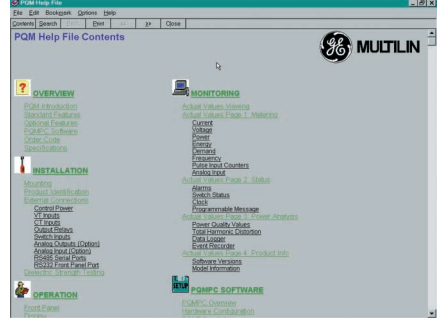 PQM Help File
File Edit Bookmark Options Help
Contents Search Print << >> Close
PQM Help File Contents
GE MULTILIN
OVERVIEW
PQM Introduction
Standard Features
Optional Features
PQMPC Software
Order Code
Specifications
INSTALLATION
Mounting
Product Identification
External Connections
Control Power
VT Inputs
CT Inputs
Output Relays
Switch Inputs
Analog Outputs (Option)
Analog Input (Option)
RS485 Serial Ports
RS232 Front Panel Port
Dielectric Strength Testing
OPERATION
Front Panel
Display
MONITORING
Actual Values Viewing
Actual Values Page 1: Metering
Current
Voltage
Power
Energy
Demand
Frequency
Pulse Input Counters
Analog Input
Actual Values Page 2: Status
Alarms
Switch Status
Clock
Programmable Message
Actual Values Page 3: Power Analysis
Power Quality Values
Total Harmonic Distortion
Data Logger
Event Recorder
Actual Values Page 4: Product Info
Software Versions
Model Information
SETUP
PQMPC SOFTWARE
PQMPC Overview
Hardware Configuration